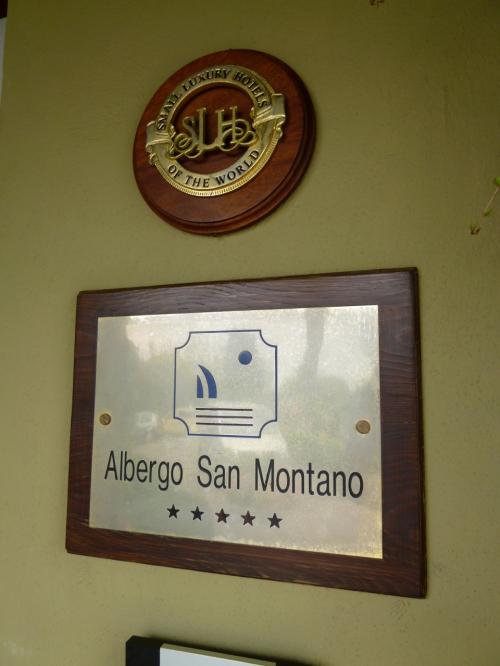 SMALL LUXURY HOTELS
SLH
OF THE WORLD
Albergo San Montano
★★★★★